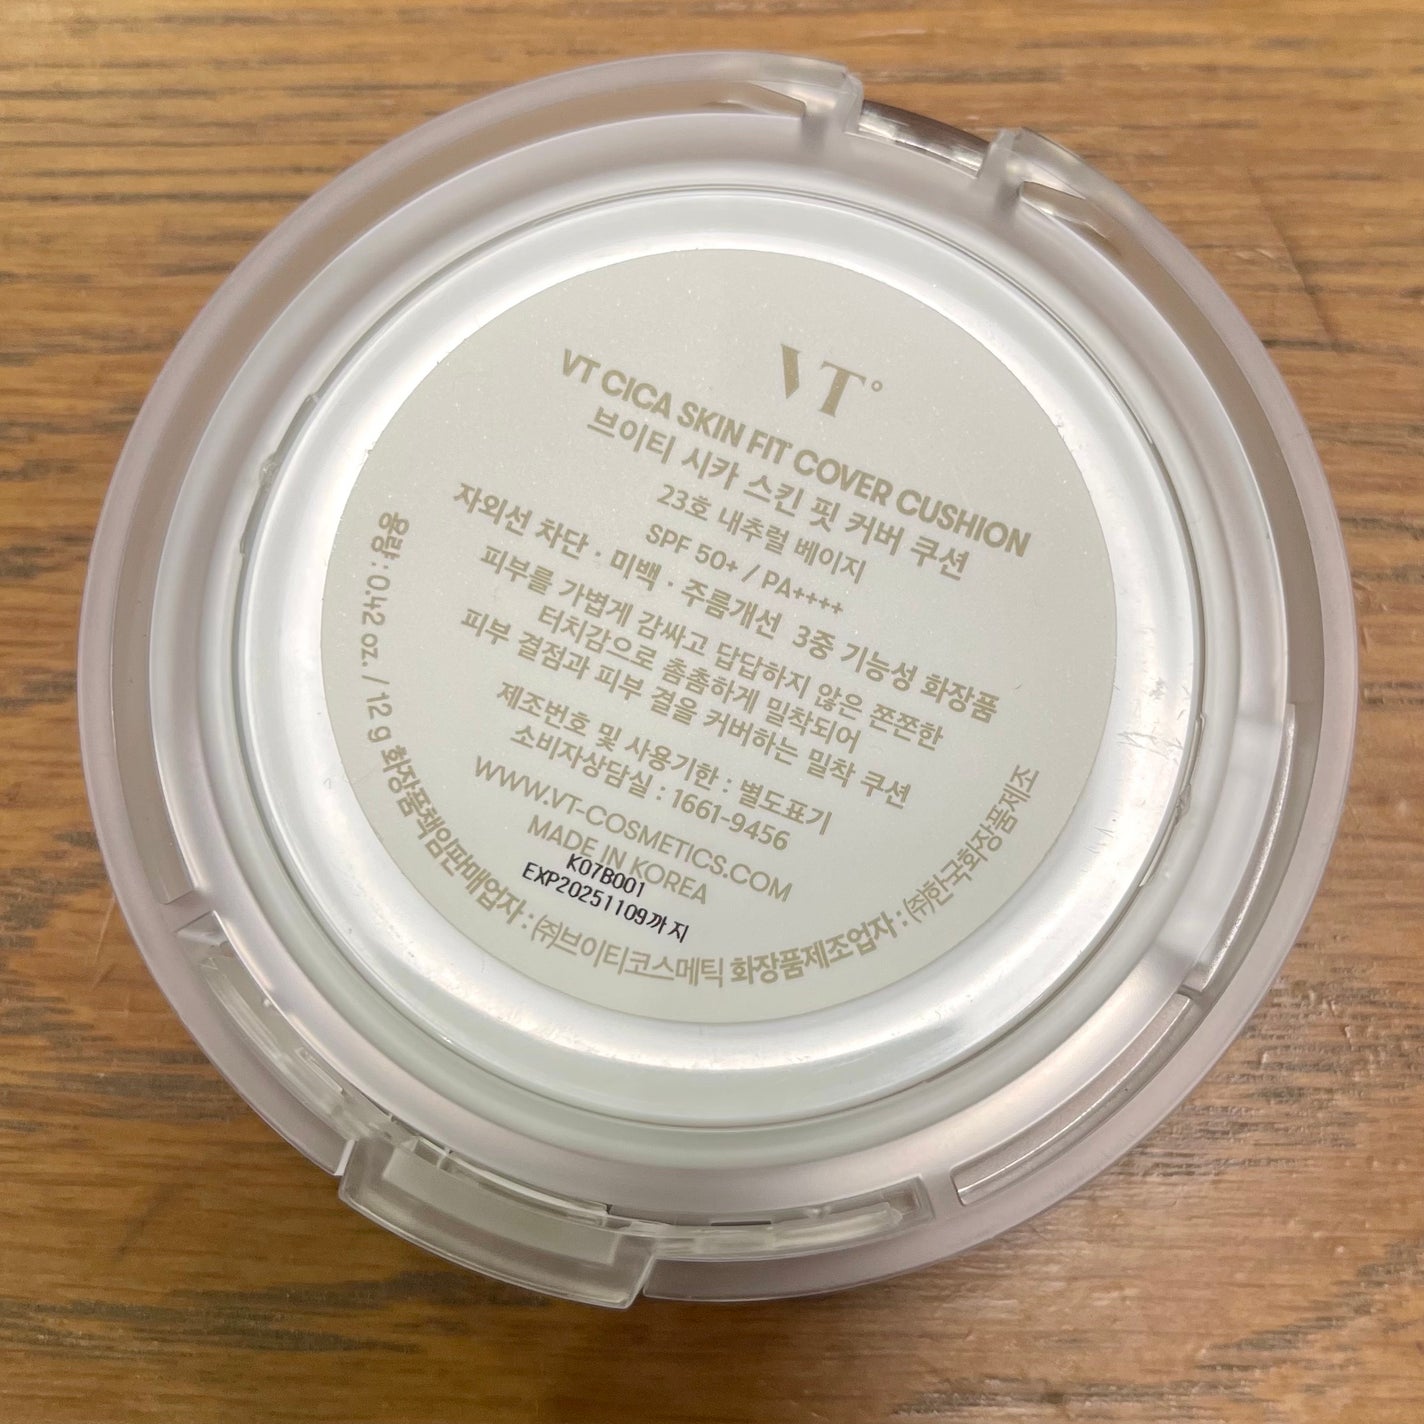 VT°
VT CICA SKIN FIT COVER CUSHION
브이티 시카 스킨 핏 커버 쿠션
23호 내추럴 베이지
SPF 50+ / PA++++
자외선 차단 · 미백 · 주름개선 3중 기능성 화장품
피부를 가볍게 감싸고 답답하지 않은 쫀쫀한
터치감으로 촘촘하게 밀착되어
피부 결점과 피부 결을 커버하는 밀착 쿠션
제조번호 및 사용기한 : 별도표기
소비자상담실 : 1661-9456
WWW.VT-COSMETICS.COM
MADE IN KOREA
K07B001
EXP20251109까지
용량 : 0.42 oz. / 12 g 화장품책임판매업자 : ㈜브이티코스메틱 화장품제조업자 : ㈜한국화장품제조